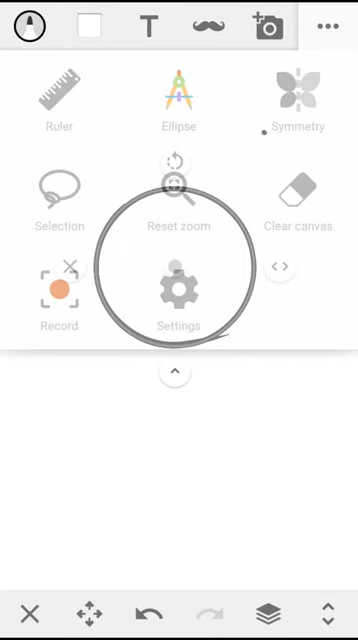 T
Ruler
Ellipse
Symmetry
Selection
Reset zoom
Clear canvas
Record
Settings